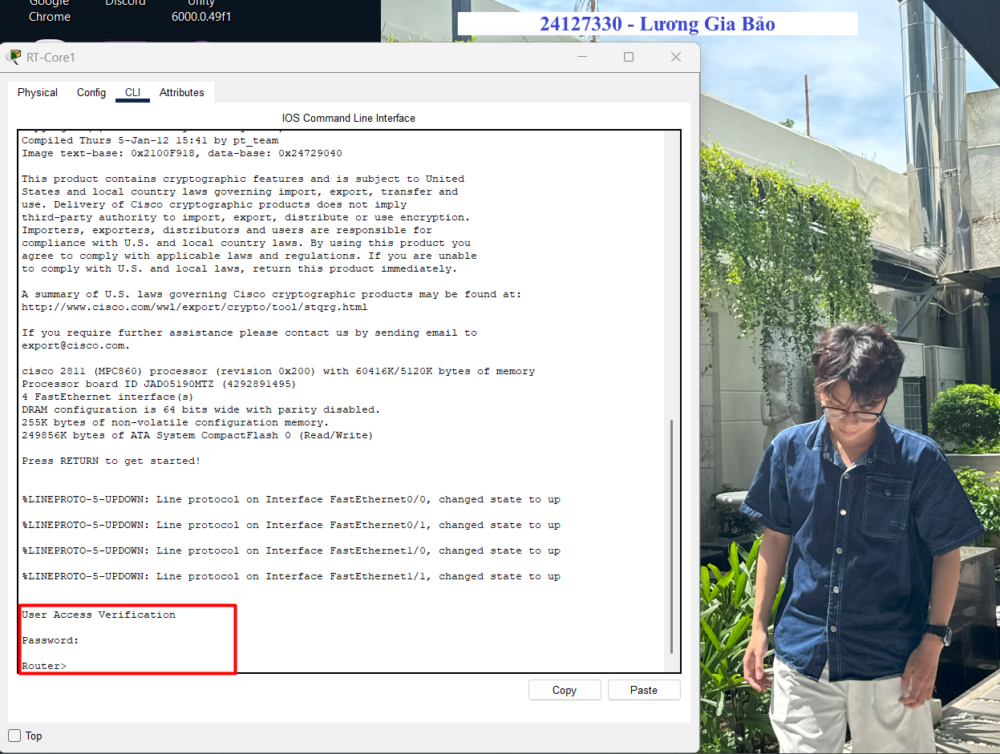 Google
Chrome
Discord
Unity
6000.0.49f1
24127330 - Lương Gia Bảo
RT-Core1
Physical Config CLI Attributes
IOS Command Line Interface
Compiled Thurs 5-Jan-12 15:41 by pt_team
Image text-base: 0x2100F918, data-base: 0x24729040
This product contains cryptographic features and is subject to United
States and local country laws governing import, export, transfer and
use. Delivery of Cisco cryptographic products does not imply
third-party authority to import, export, distribute or use encryption.
Importers, exporters, distributors and users are responsible for
compliance with U.S. and local country laws. By using this product you
agree to comply with applicable laws and regulations. If you are unable
to comply with U.S. and local laws, return this product immediately.
A summary of U.S. laws governing Cisco cryptographic products may be found at:
http://www.cisco.com/wwl/export/crypto/tool/stqrg.html
If you require further assistance please contact us by sending email to
export@cisco.com.
cisco 2811 (MPC860) processor (revision 0x200) with 60416K/5120K bytes of memory
Processor board ID JAD05190MTZ (4292891495)
4 FastEthernet interface(s)
DRAM configuration is 64 bits wide with parity disabled.
255K bytes of non-volatile configuration memory.
249856K bytes of ATA System CompactFlash 0 (Read/Write)
Press RETURN to get started!
%LINEPROTO-5-UPDOWN: Line protocol on Interface FastEthernet0/0, changed state to up
%LINEPROTO-5-UPDOWN: Line protocol on Interface FastEthernet0/1, changed state to up
%LINEPROTO-5-UPDOWN: Line protocol on Interface FastEthernet1/0, changed state to up
%LINEPROTO-5-UPDOWN: Line protocol on Interface FastEthernet1/1, changed state to up
User Access Verification
Password:
Router>
Copy Paste
Top